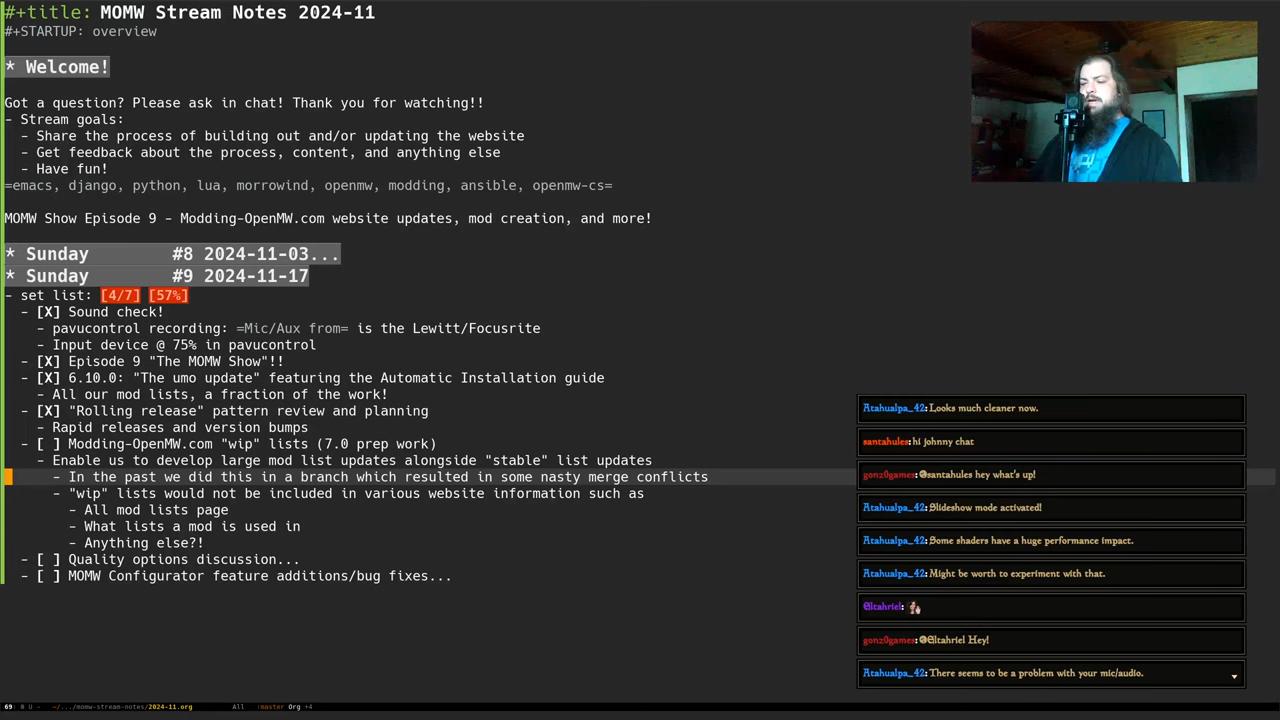 #+title: MOMW Stream Notes 2024-11
#+STARTUP: overview
* Welcome!
Got a question? Please ask in chat! Thank you for watching!!
- Stream goals:
- Share the process of building out and/or updating the website
- Get feedback about the process, content, and anything else
- Have fun!
=emacs, django, python, lua, morrowind, openmw, modding, ansible, openmw-cs=
MOMW Show Episode 9 - Modding-OpenMW.com website updates, mod creation, and more!
* Sunday #8 2024-11-03...
* Sunday #9 2024-11-17
- set list: [4/7] [57%]
- [X] Sound check!
- pavucontrol recording: =Mic/Aux from= is the Lewitt/Focusrite
- Input device @ 75% in pavucontrol
- [X] Episode 9 "The MOMW Show"!!
- [X] 6.10.0: "The umo update" featuring the Automatic Installation guide
- All our mod lists, a fraction of the work!
- [X] "Rolling release" pattern review and planning
- Rapid releases and version bumps
- [ ] Modding-OpenMW.com "wip" lists (7.0 prep work)
- Enable us to develop large mod list updates alongside "stable" list updates
- In the past we did this in a branch which resulted in some nasty merge conflicts
- "wip" lists would not be included in various website information such as
- All mod lists page
- What lists a mod is used in
- Anything else?!
- [ ] Quality options discussion...
- [ ] MOMW Configurator feature additions/bug fixes...
Atahualpa_42: Looks much cleaner now.
santahules: hi johnny chat
gonz0games: @santahules hey what's up!
Atahualpa_42: Slideshow mode activated!
Atahualpa_42: Some shaders have a huge performance impact.
Atahualpa_42: Might be worth to experiment with that.
Eltahriel:
gonz0games: @Eltahriel Hey!
Atahualpa_42: There seems to be a problem with your mic/audio.
69: 0 U - ~/.../momw-stream-notes/2024-11.org All :master Org +4